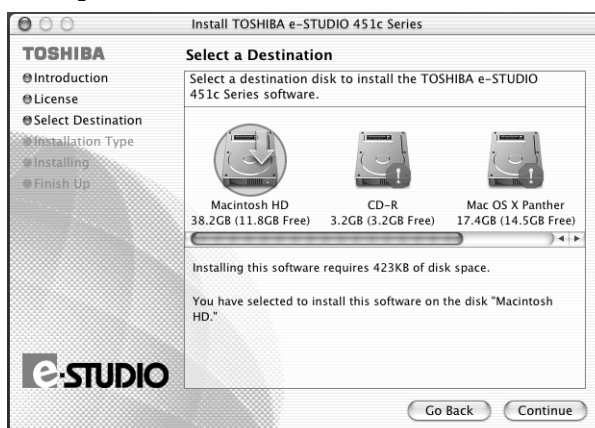 Install TOSHIBA e-STUDIO 451c Series
TOSHIBA
Introduction
License
Select Destination
Installation Type
Installing
Finish Up
e-STUDIO
Select a Destination
Select a destination disk to install the TOSHIBA e-STUDIO
451c Series software.
Macintosh HD
38.2GB (11.8GB Free)
CD-R
3.2GB (3.2GB Free)
Mac OS X Panther
17.4GB (14.5GB Free)
Installing this software requires 423KB of disk space.
You have selected to install this software on the disk "Macintosh
HD."
Go Back
Continue